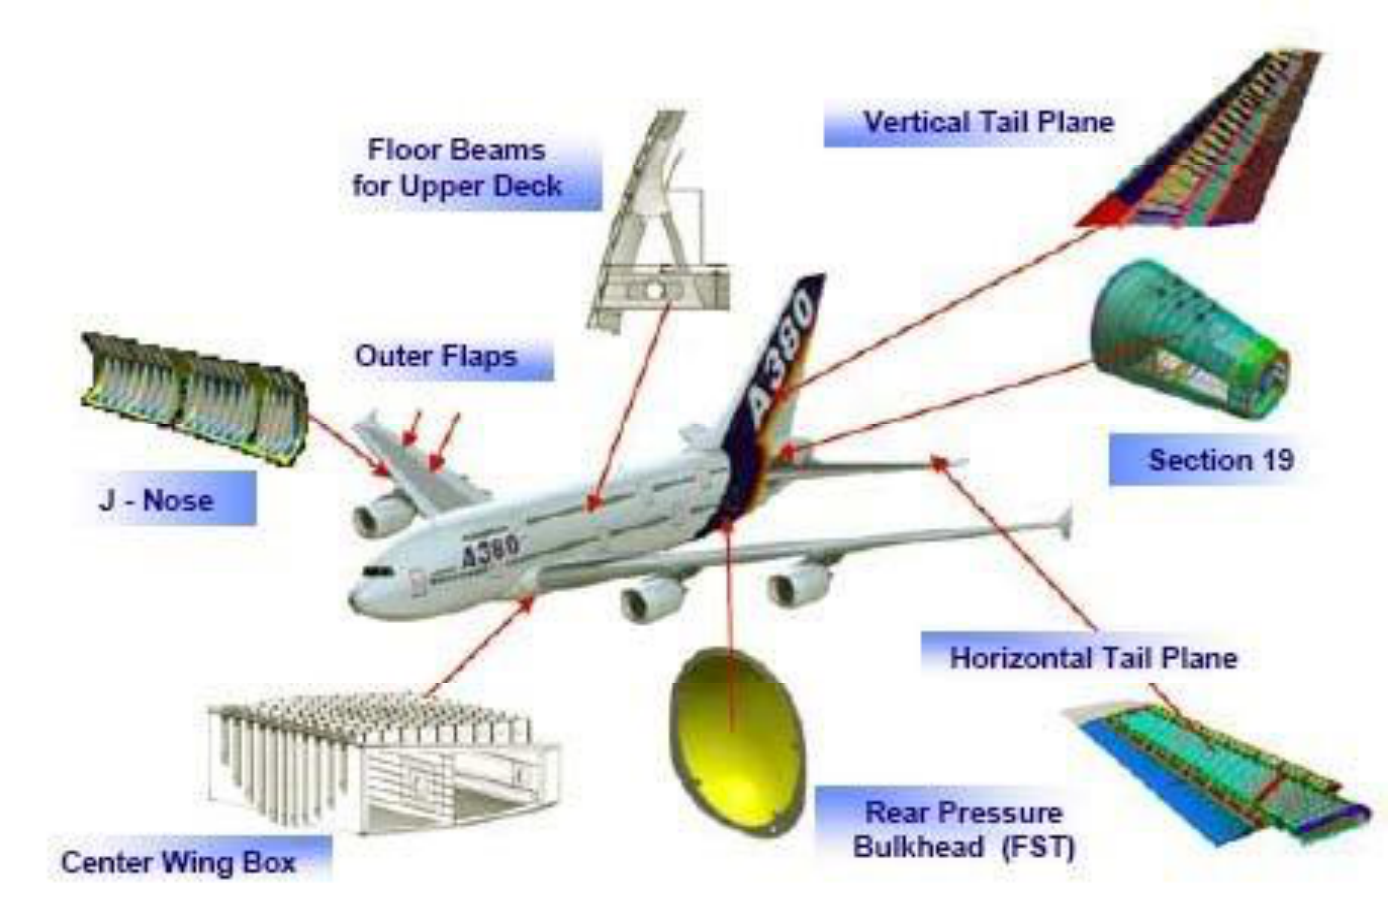 Vertical Tail Plane
Floor Beams
for Upper Deck
A380
Outer Flaps
Section 19
J - Nose
A380
Horizontal Tail Plane
Rear Pressure
Bulkhead (FST)
Center Wing Box